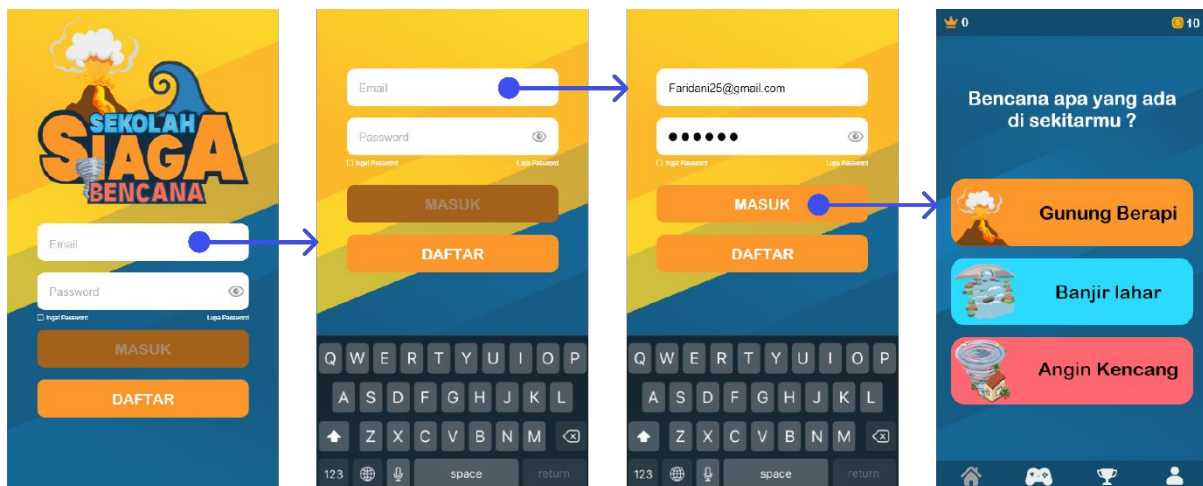 SEKOLAH
SIAGA
BENCANA
Email
Password
Ingat Password
Lupa Password
MASUK
DAFTAR
Email
Password
Ingat Password
Lupa Password
MASUK
DAFTAR
Q W E R T Y U I O P
A S D F G H J K L
Z X C V B N M
123 space return
Faridani25@gmail.com
Ingat Password
Lupa Password
MASUK
DAFTAR
Q W E R T Y U I O P
A S D F G H J K L
Z X C V B N M
123 space return
0
10
Bencana apa yang ada
di sekitarmu ?
Gunung Berapi
Banjir lahar
Angin Kencang